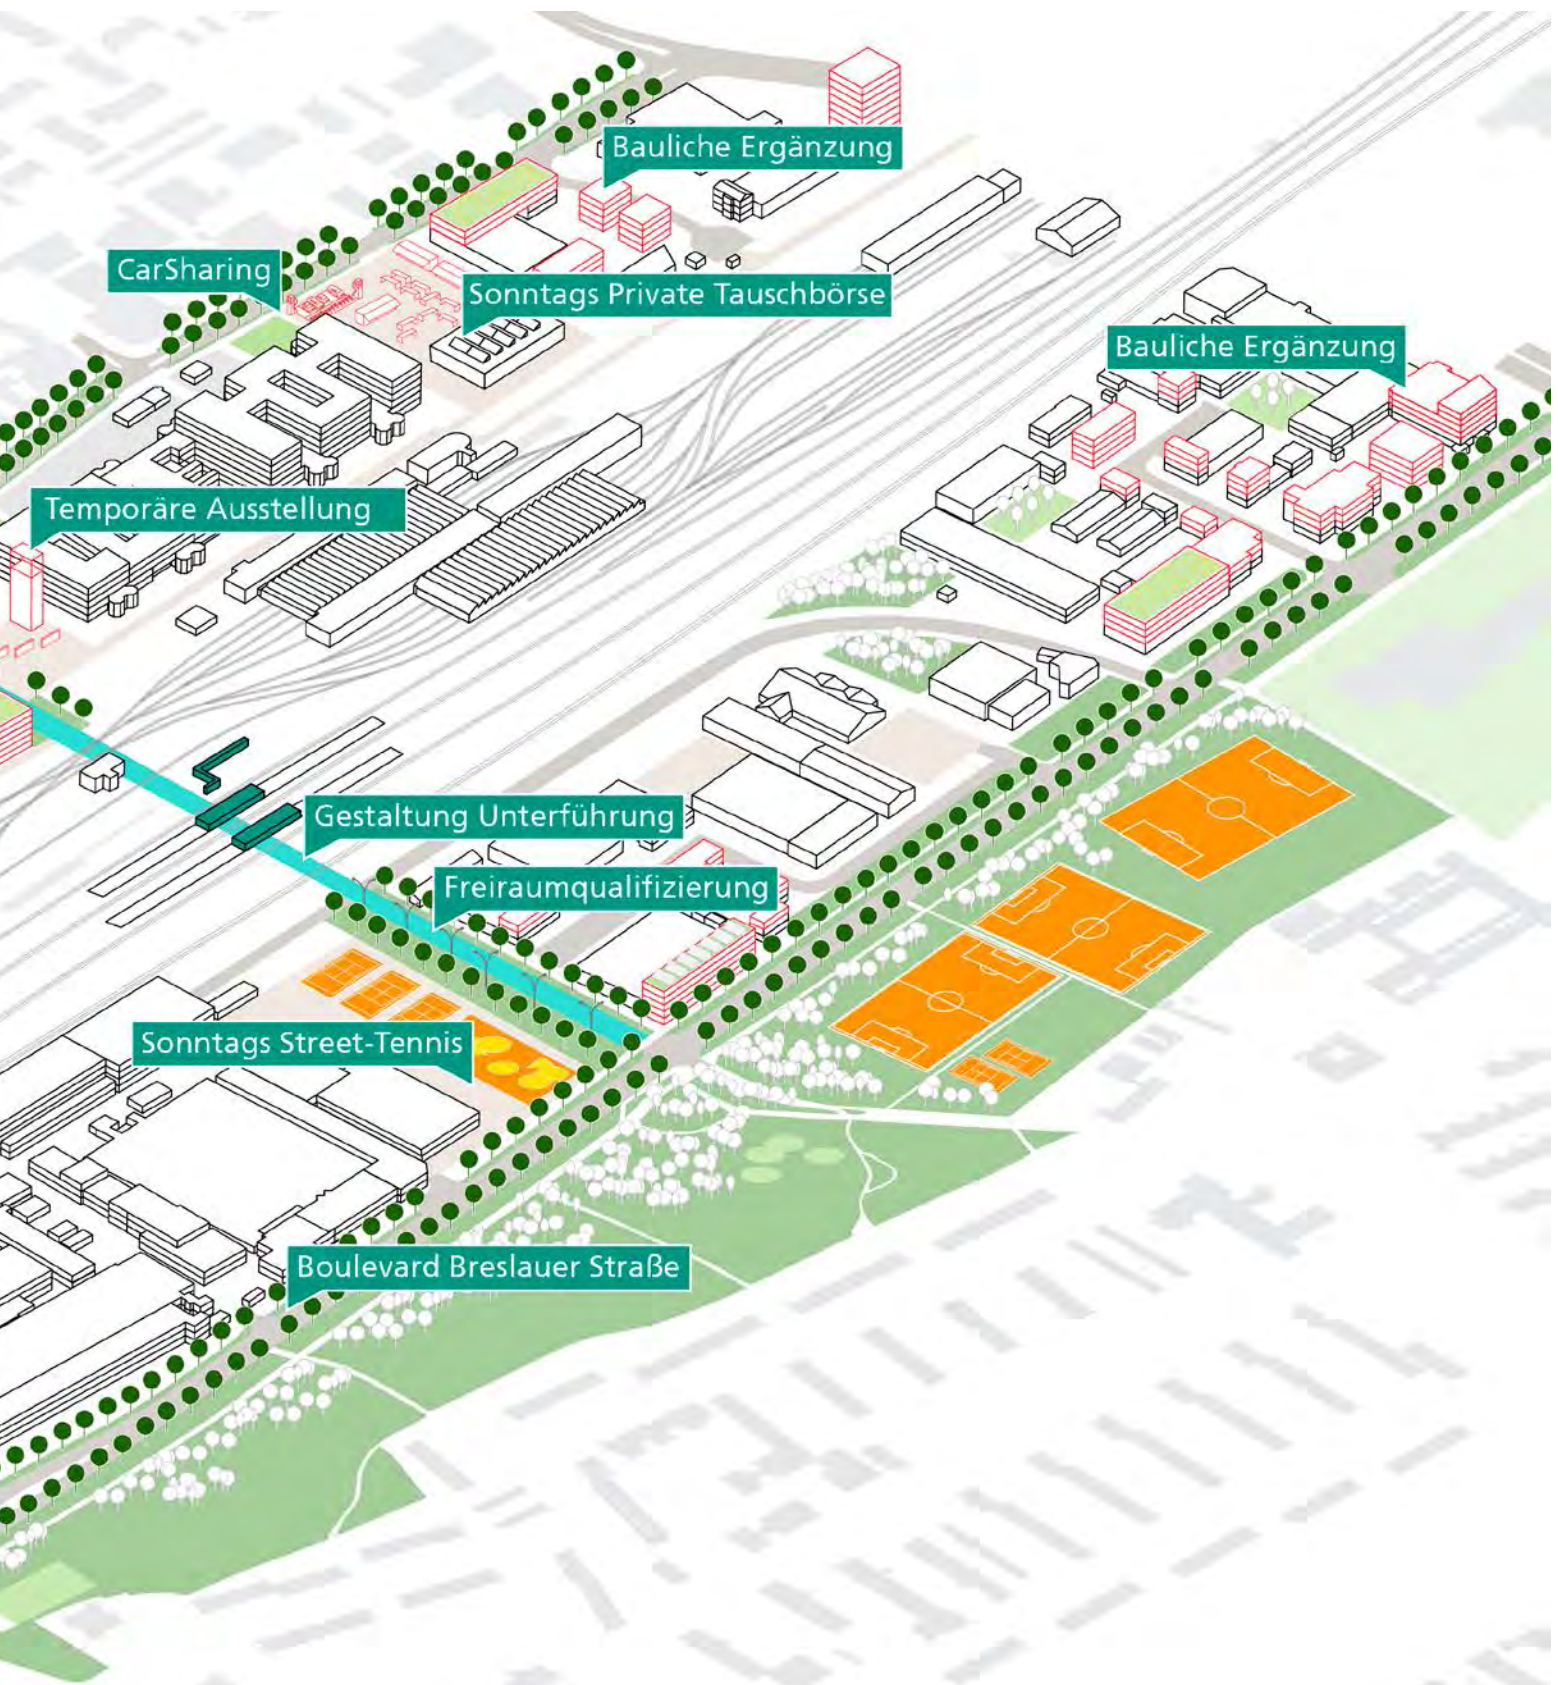 Bauliche Ergänzung
CarSharing
Sonntags Private Tauschbörse
Bauliche Ergänzung
Temporäre Ausstellung
Gestaltung Unterführung
Freiraumqualifizierung
Sonntags Street-Tennis
Boulevard Breslauer Straße